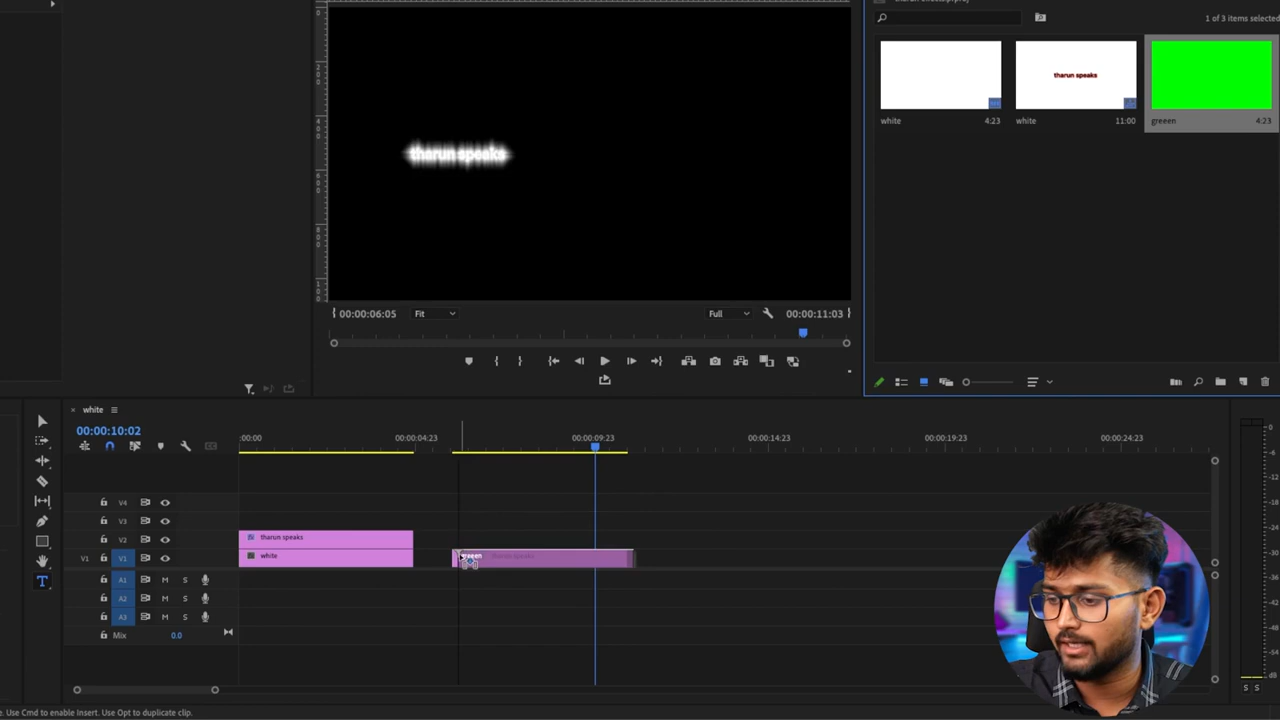 1 of 3 items selected
tharun speaks
white 4:23
white 11:00
greeen 4:23
tharun speaks
00:00:06:05
Fit
Full
00:00:11:03
white
00:00:10:02
:00:00
00:00:04:23
00:00:09:23
00:00:14:23
00:00:19:23
00:00:24:23
V4
V3
tharun speaks
V2
V1
V1
white
greeen
tharun speaks
A1
M
S
A2
M
S
A3
M
S
Mix
0.0
S S
. Use Cmd to enable Insert. Use Opt to duplicate clip.